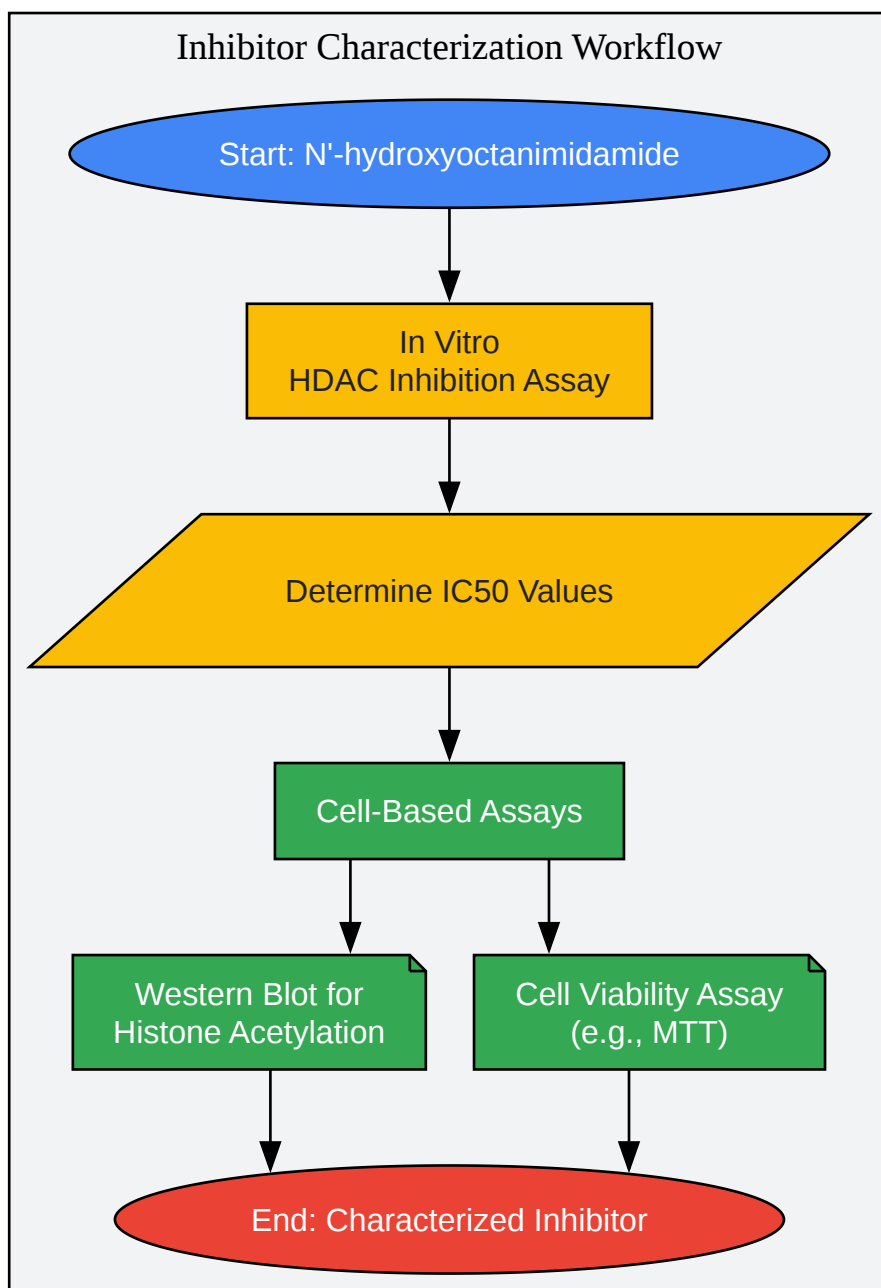 Inhibitor Characterization Workflow
Start: N'-hydroxyoctanimidamide
In Vitro
HDAC Inhibition Assay
Determine IC50 Values
Cell-Based Assays
Western Blot for
Histone Acetylation
Cell Viability Assay
(e.g., MTT)
End: Characterized Inhibitor